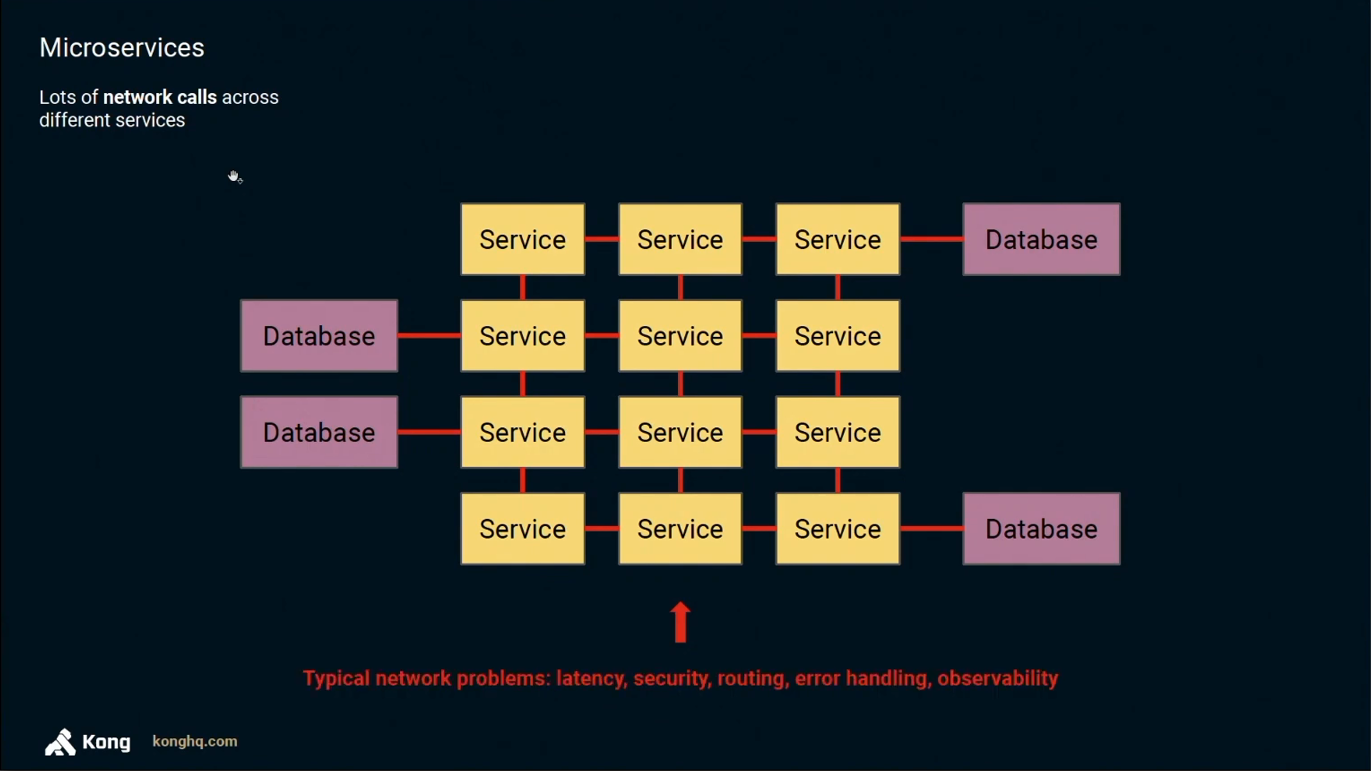 Microservices
Lots of network calls across
different services
Service Service Service Database
Database Service Service Service
Database Service Service Service
Service Service Service Database
Typical network problems: latency, security, routing, error handling, observability
Kong konghq.com